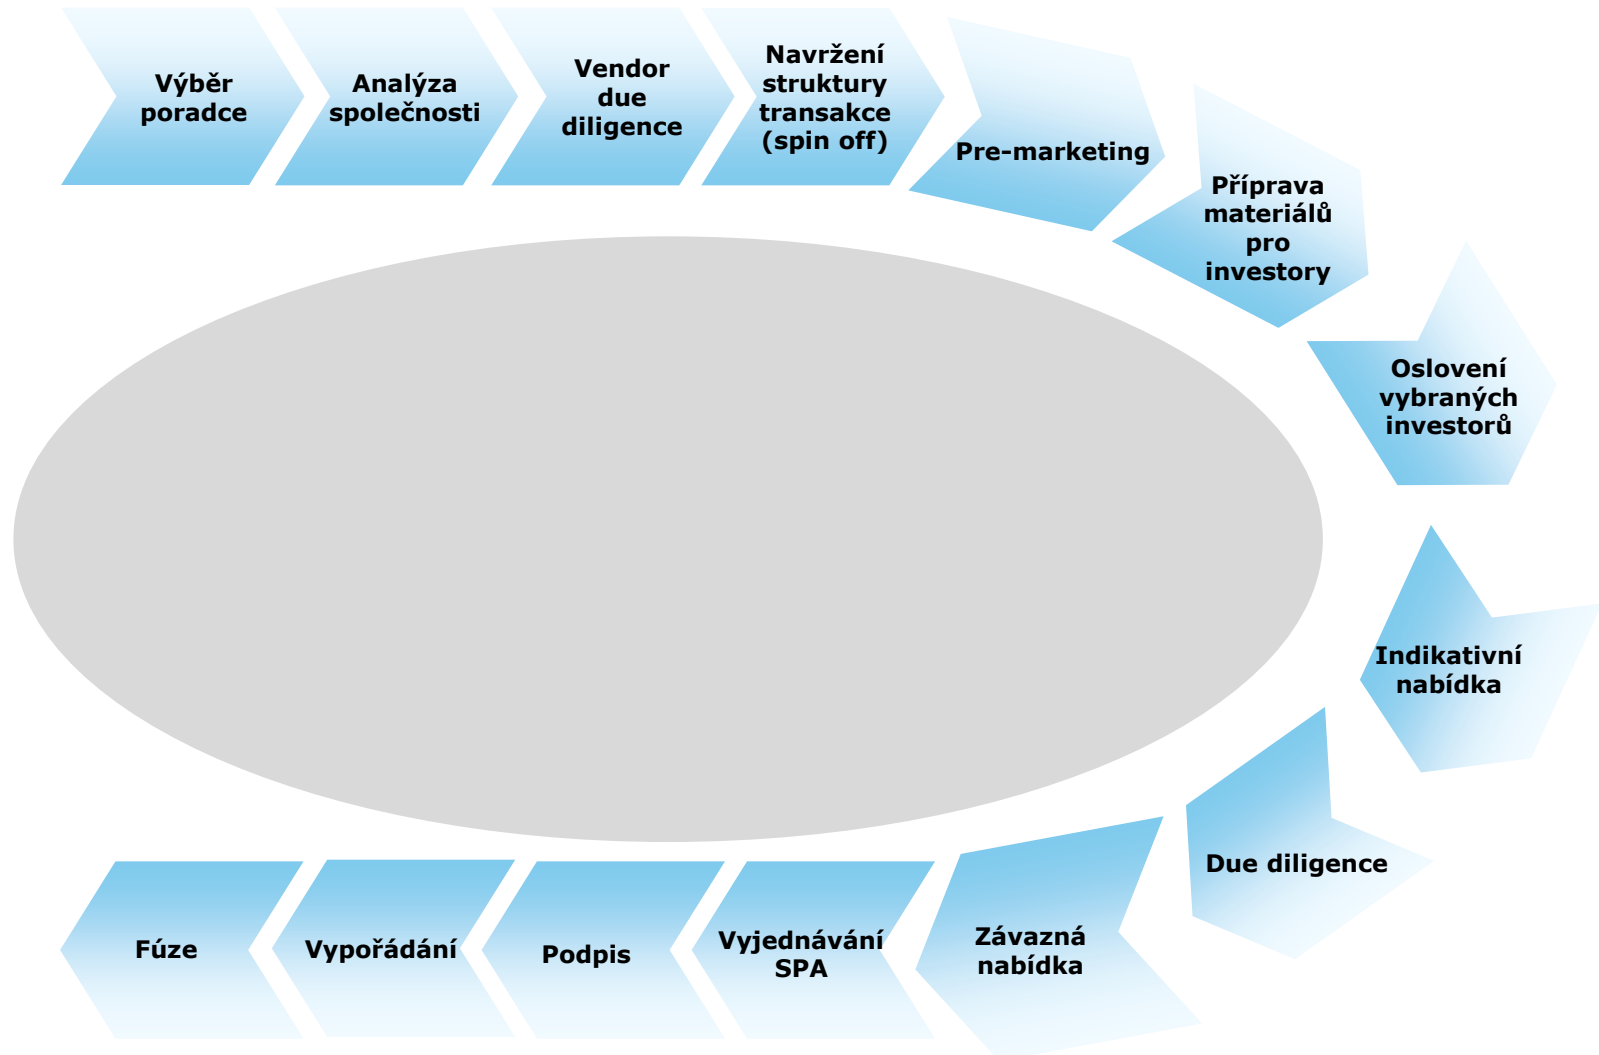 Výběr
poradce
Analýza
společnosti
Vendor
due
diligence
Navržení
struktury
transakce
(spin off)
Pre-marketing
Příprava
materiálů
pro
investory
Oslovení
vybraných
investorů
Indikativní
nabídka
Due diligence
Závazná
nabídka
Vyjednávání
SPA
Podpis
Vypořádání
Fúze